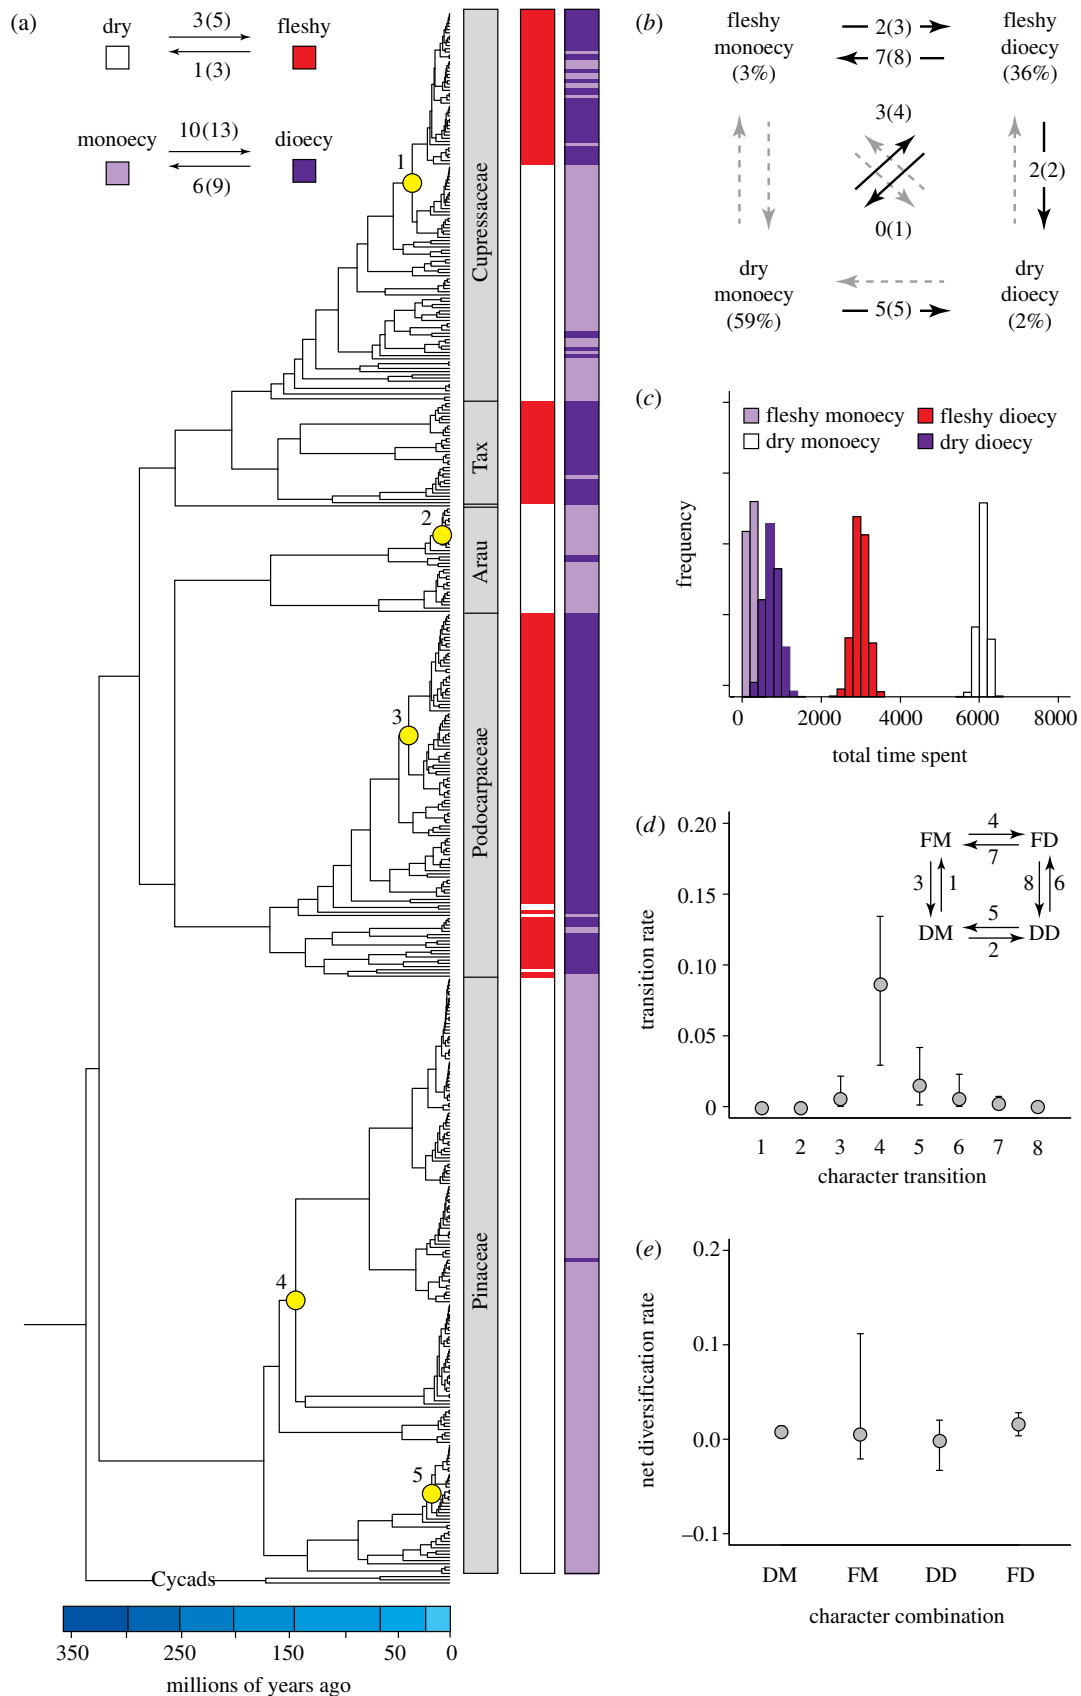 (a)
dry 3(5) fleshy
1(3)
monoecy 10(13) dioecy
6(9)
1
2
3
4
5
Cupressaceae
Tax
Arau
Podocarpaceae
Pinaceae
Cycads
350 250 150 50 0
millions of years ago
(b)
fleshy
monoecy
(3%)
2(3)
7(8)
fleshy
dioecy
(36%)
3(4)
2(2)
0(1)
dry
monoecy
(59%)
5(5)
dry
dioecy
(2%)
(c)
fleshy monoecy fleshy dioecy
dry monoecy dry dioecy
frequency
0 2000 4000 6000 8000
total time spent
(d)
0.20
0.15
0.10
0.05
0
transition rate
4
FM FD
7
3 1 8 6
5
DM DD
2
1 2 3 4 5 6 7 8
character transition
(e)
0.2
0.1
0.0
–0.1
net diversification rate
DM FM DD FD
character combination